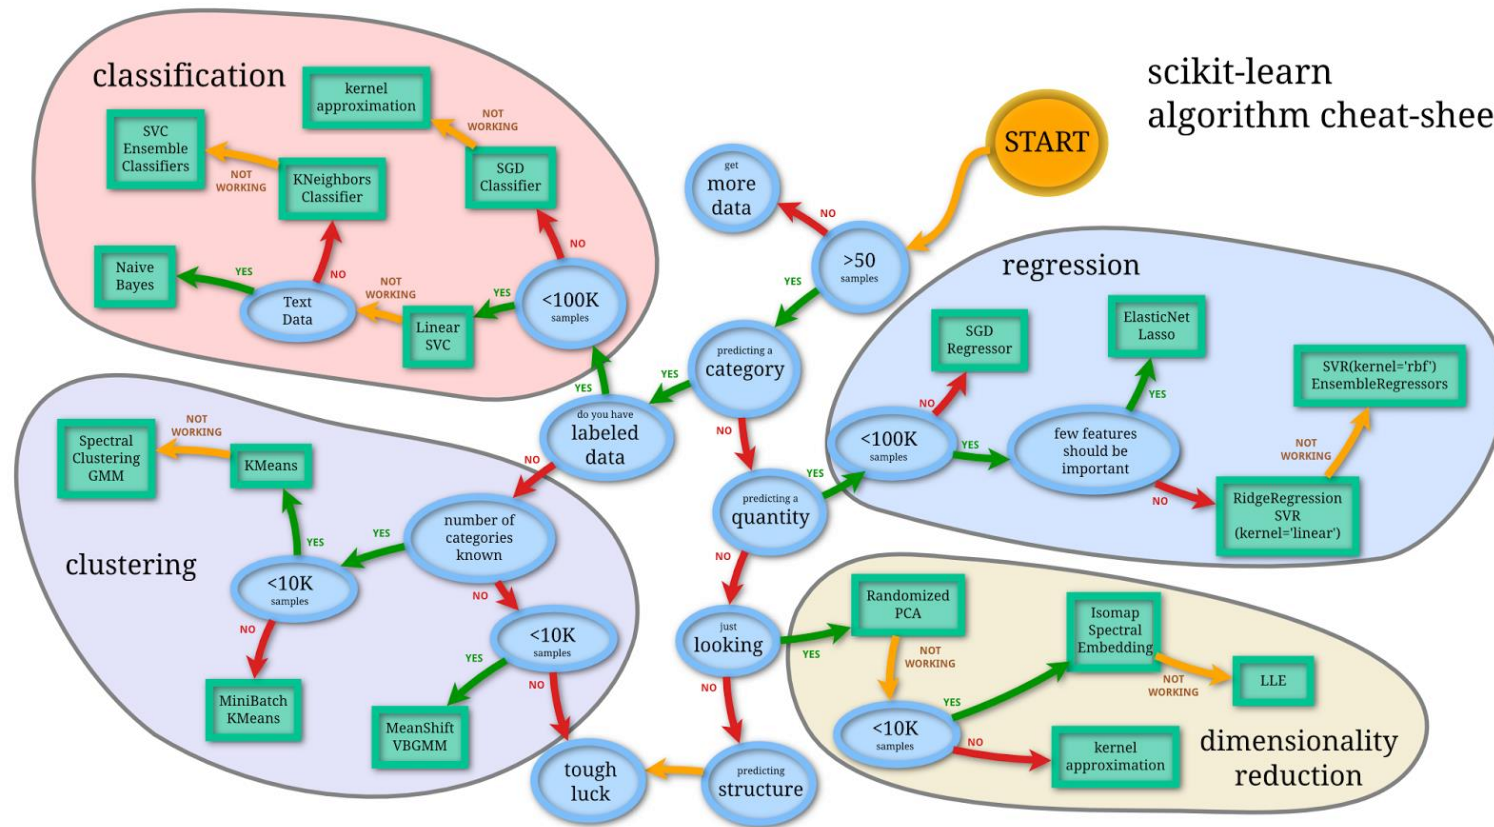 scikit-learn
algorithm cheat-shee
START
get
more
data
NO
>50
samples
YES
predicting a
category
YES
NO
do you have
labeled
data
YES
NO
predicting a
quantity
YES
NO
just
looking
YES
NO
predicting
structure
tough
luck
classification
kernel
approximation
NOT
WORKING
SVC
Ensemble
Classifiers
NOT
WORKING
KNeighbors
Classifier
SGD
Classifier
NO
Naive
Bayes
YES
NO
Text
Data
NOT
WORKING
Linear
SVC
YES
<100K
samples
regression
SGD
Regressor
NO
<100K
samples
YES
ElasticNet
Lasso
YES
few features
should be
important
NO
SVR(kernel='rbf')
EnsembleRegressors
NOT
WORKING
RidgeRegression
SVR
(kernel='linear')
clustering
Spectral
Clustering
GMM
NOT
WORKING
KMeans
YES
<10K
samples
NO
MiniBatch
KMeans
YES
number of
categories
known
NO
<10K
samples
YES
NO
MeanShift
VBGMM
dimensionality
reduction
Randomized
PCA
NOT
WORKING
<10K
samples
YES
NO
Isomap
Spectral
Embedding
NOT
WORKING
LLE
kernel
approximation